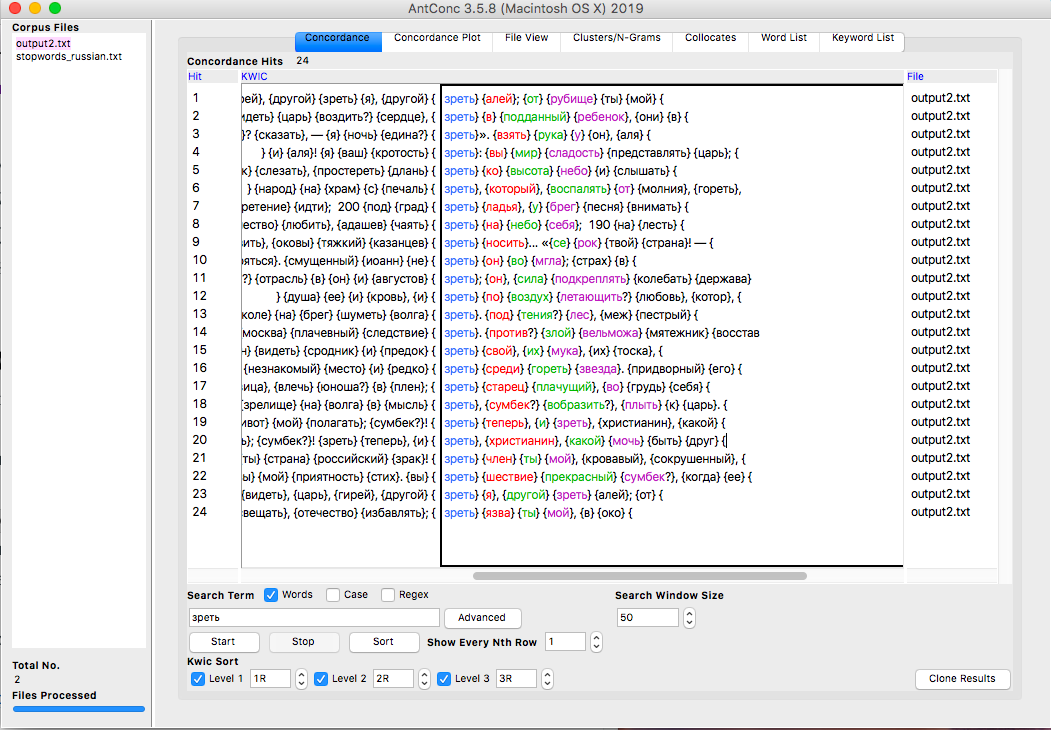 AntConc 3.5.8 (Macintosh OS X) 2019
Corpus Files
output2.txt
stopwords_russian.txt
Concordance Concordance Plot File View Clusters/N-Grams Collocates Word List Keyword List
Concordance Hits 24
Hit KWIC File
1 рей}, {другой} {зреть} {я}, {другой} { зреть} {алей}; {от} {рубище} {ты} {мой} { output2.txt
2 идеть} {царь} {воздить?} {сердце}, { зреть} {в} {подданный} {ребенок}, {они} {в} { output2.txt
3 }? {сказать}, — {я} {ночь} {едина?} { зреть}». {взять} {рука} {у} {он}, {аля} { output2.txt
4 } {и} {аля}! {я} {ваш} {кротость} { зреть}: {вы} {мир} {сладость} {представлять} {царь}; { output2.txt
5 к} {слезать}, {простереть} {длань} { зреть} {ко} {высота} {небо} {и} {слышать} { output2.txt
6 } {народ} {на} {храм} {с} {печаль} { зреть}, {который}, {воспалять} {от} {молния}, {гореть}, output2.txt
7 ретение} {идти}; 200 {под} {град} { зреть} {ладья}, {у} {брег} {песня} {внимать} { output2.txt
8 ество} {любить}, {адашев} {чаять} { зреть} {на} {небо} {себя}; 190 {на} {лесть} { output2.txt
9 ить}, {оковы} {тяжкий} {казанцев} { зреть} {носить}... «{се} {рок} {твой} {страна}! — { output2.txt
10 яться}. {смущенный} {иоанн} {не} { зреть} {он} {во} {мгла}; {страх} {в} { output2.txt
11 ?} {отрасль} {в} {он} {и} {августов} { зреть}; {он}, {сила} {подкреплять} {колебать} {держава} output2.txt
12 } {душа} {ее} {и} {кровь}, {и} { зреть} {по} {воздух} {летающить?} {любовь}, {котор}, { output2.txt
13 коле} {на} {брег} {шуметь} {волга} { зреть}. {под} {тения?} {лес}, {меж} {пестрый} { output2.txt
14 москва} {плачевный} {следствие} { зреть}. {против?} {злой} {вельможа} {мятежник} {восстав output2.txt
15 н} {видеть} {сродник} {и} {предок} { зреть} {свой}, {их} {мука}, {их} {тоска}, { output2.txt
16 {незнакомый} {место} {и} {редко} { зреть} {среди} {гореть} {звезда}. {придворный} {его} { output2.txt
17 ица}, {влечь} {юноша?} {в} {плен}; { зреть} {старец} {плачущий}, {во} {грудь} {себя} { output2.txt
18 {зрелище} {на} {волга} {в} {мысль} { зреть}, {сумбек?} {вобразить?}, {плыть} {к} {царь}. { output2.txt
19 ивот} {мой} {полагать}; {сумбек?}! { зреть} {теперь}, {и} {зреть}, {христианин}, {какой} { output2.txt
20 ь}; {сумбек?}! {зреть} {теперь}, {и} { зреть}, {христианин}, {какой} {мочь} {быть} {друг} { output2.txt
21 ты} {страна} {российский} {зрак}! { зреть} {член} {ты} {мой}, {кровавый}, {сокрушенный}, { output2.txt
22 ы} {мой} {приятность} {стих}. {вы} { зреть} {шествие} {прекрасный} {сумбек?}, {когда} {ее} { output2.txt
23 {видеть}, {царь}, {гирей}, {другой} { зреть} {я}, {другой} {зреть} {алей}; {от} { output2.txt
24 звещать}, {отечество} {избавлять}; { зреть} {язва} {ты} {мой}, {в} {око} { output2.txt
Search Term Words Case Regex Search Window Size
зреть Advanced 50
Start Stop Sort Show Every Nth Row 1
Kwic Sort
Level 1 1R Level 2 2R Level 3 3R Clone Results
Total No.
2
Files Processed